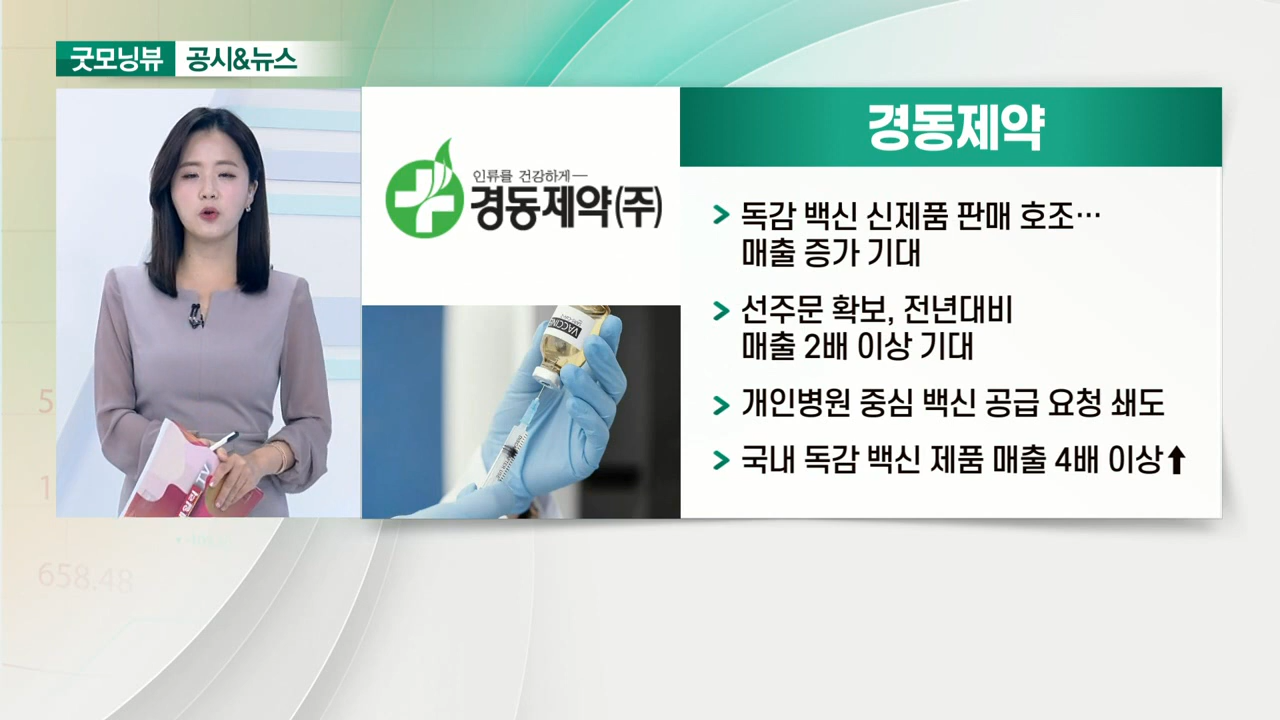 굿모닝뷰 공시&뉴스
인류를 건강하게
경동제약(주)
VACCINE
경동제약
독감 백신 신제품 판매 호조…
매출 증가 기대
선주문 확보, 전년대비
매출 2배 이상 기대
개인병원 중심 백신 공급 요청 쇄도
국내 독감 백신 제품 매출 4배 이상↑
658.48